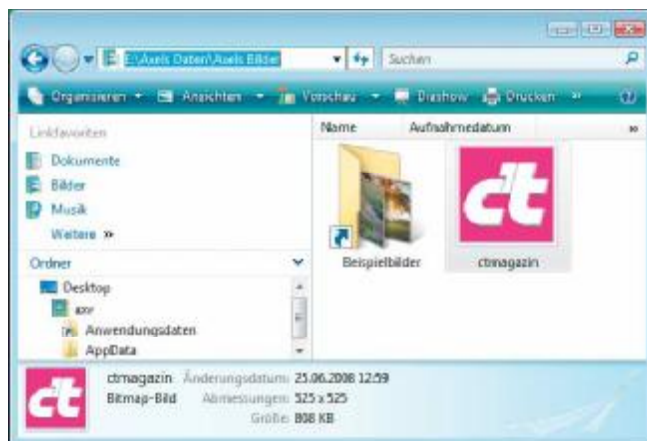 E:\Axels Daten\Axels Bilder
Suchen
Organisieren Ansichten Vorschau Diashow Drucken »
Linkfavoriten
Dokumente
Bilder
Musik
Weitere »
Ordner
Desktop
axv
Anwendungsdaten
AppData
Name Aufnahmedatum »
c't
Beispielbilder ctmagazin
c't
ctmagazin Änderungsdatum: 25.06.2008 12:59
Bitmap-Bild Abmessungen: 525 x 525
Größe: 808 KB